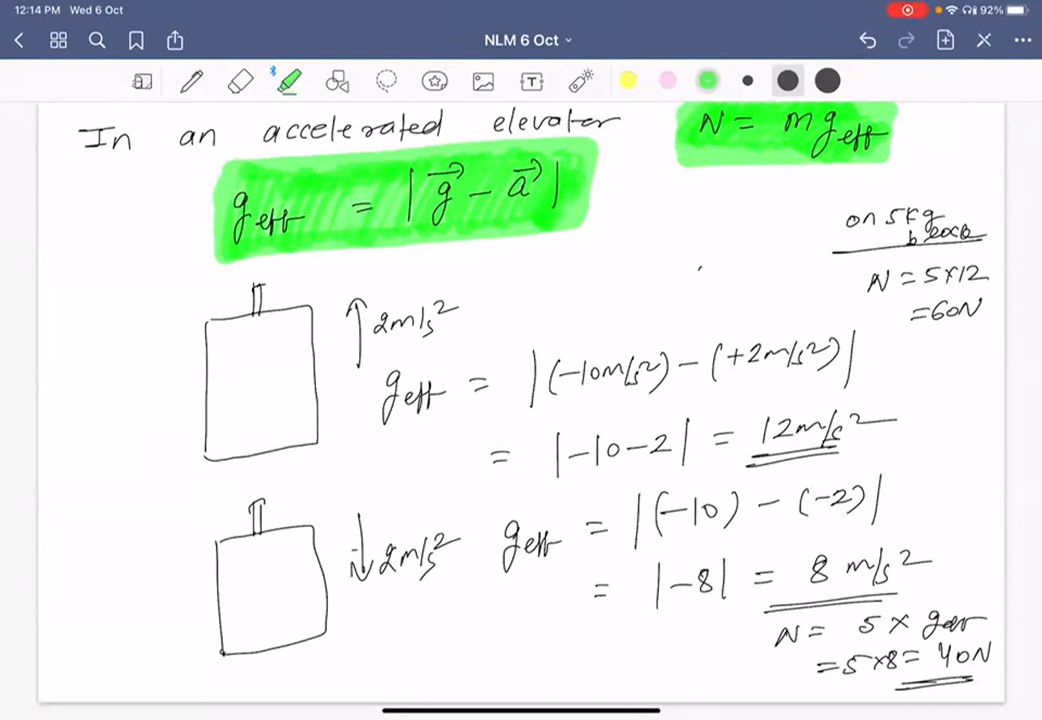 12:14 PM Wed 6 Oct
92%
NLM 6 Oct
T
In an accelerated elevator N = m geff
geff = | g⃗ - a⃗ |
on 5Kg
block
N = 5×12
= 60N
↑ 2m/s²
geff = |(-10m/s²) - (+2m/s²)|
= |-10-2| = 12m/s²
↓ 2m/s² geff = |(-10) - (-2)|
= |-8| = 8 m/s²
N = 5 × geff
= 5×8 = 40N